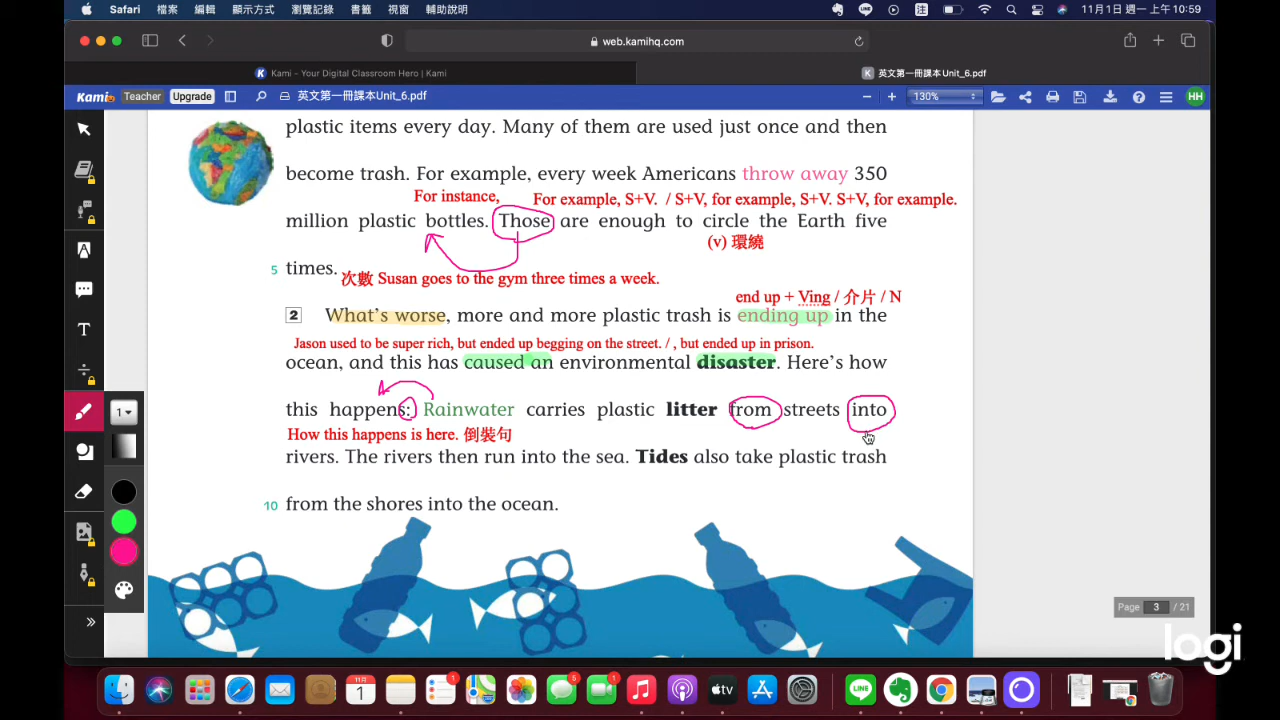 Safari 檔案 編輯 顯示方式 瀏覽記錄 書籤 視窗 輔助說明 注 11月1日 週一 上午 10:59
web.kamihq.com
K Kami - Your Digital Classroom Hero | Kami
K 英文第一冊課本Unit_6.pdf
Kami Teacher Upgrade 英文第一冊課本Unit_6.pdf 130% HH
plastic items every day. Many of them are used just once and then
become trash. For example, every week Americans throw away 350
For instance, For example, S+V. / S+V, for example, S+V. S+V, for example.
million plastic bottles. Those are enough to circle the Earth five
(v) 環繞
5 times. 次數 Susan goes to the gym three times a week.
end up + Ving / 介片 / N
2 What's worse, more and more plastic trash is ending up in the
Jason used to be super rich, but ended up begging on the street. / , but ended up in prison.
ocean, and this has caused an environmental disaster. Here's how
this happens: Rainwater carries plastic litter from streets into
How this happens is here. 倒裝句
rivers. The rivers then run into the sea. Tides also take plastic trash
10 from the shores into the ocean.
1
T
Page 3 / 21
logi
11月
1
5
1
1
tv